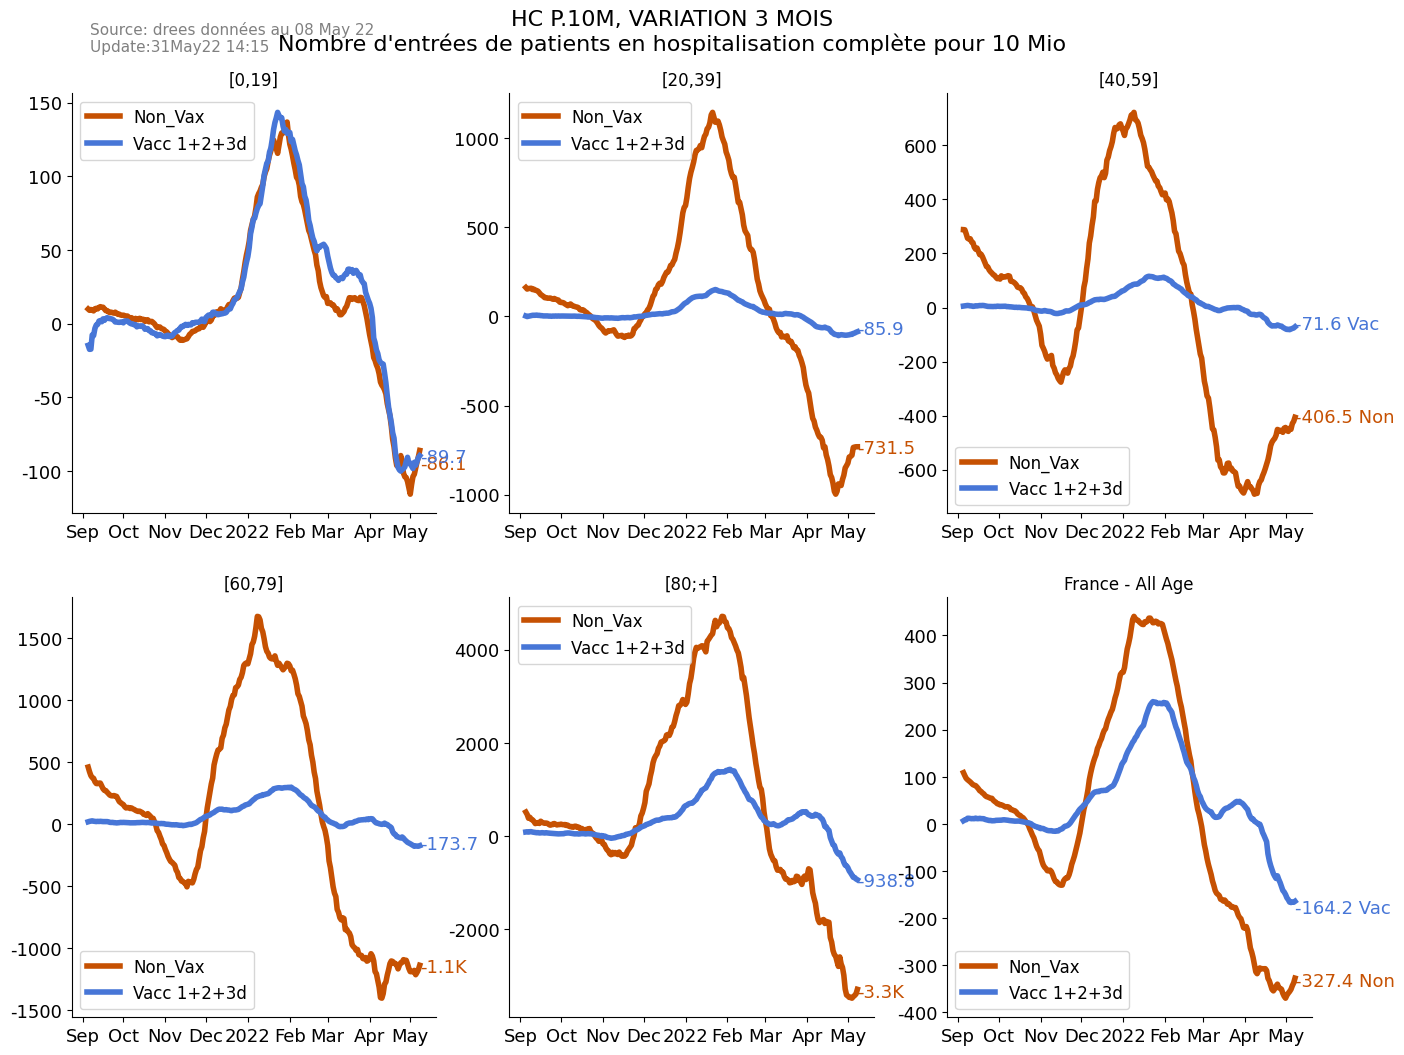 HC P.10M, VARIATION 3 MOIS
Source: drees données au 08 May 22
Update:31May22 14:15
Nombre d'entrées de patients en hospitalisation complète pour 10 Mio
[0,19]
150
100
50
0
-50
-100
Non_Vax
Vacc 1+2+3d
-89.7
-86.1
Sep Oct Nov Dec 2022 Feb Mar Apr May
[20,39]
1000
500
0
-500
-1000
Non_Vax
Vacc 1+2+3d
-85.9
-731.5
Sep Oct Nov Dec 2022 Feb Mar Apr May
[40,59]
600
400
200
0
-200
-400
-600
-71.6 Vac
-406.5 Non
Non_Vax
Vacc 1+2+3d
Sep Oct Nov Dec 2022 Feb Mar Apr May
[60,79]
1500
1000
500
0
-500
-1000
-1500
-173.7
-1.1K
Non_Vax
Vacc 1+2+3d
Sep Oct Nov Dec 2022 Feb Mar Apr May
[80;+]
4000
2000
0
-2000
Non_Vax
Vacc 1+2+3d
-938.8
-3.3K
Sep Oct Nov Dec 2022 Feb Mar Apr May
France - All Age
400
300
200
100
0
-100
-200
-300
-400
-164.2 Vac
-327.4 Non
Non_Vax
Vacc 1+2+3d
Sep Oct Nov Dec 2022 Feb Mar Apr May